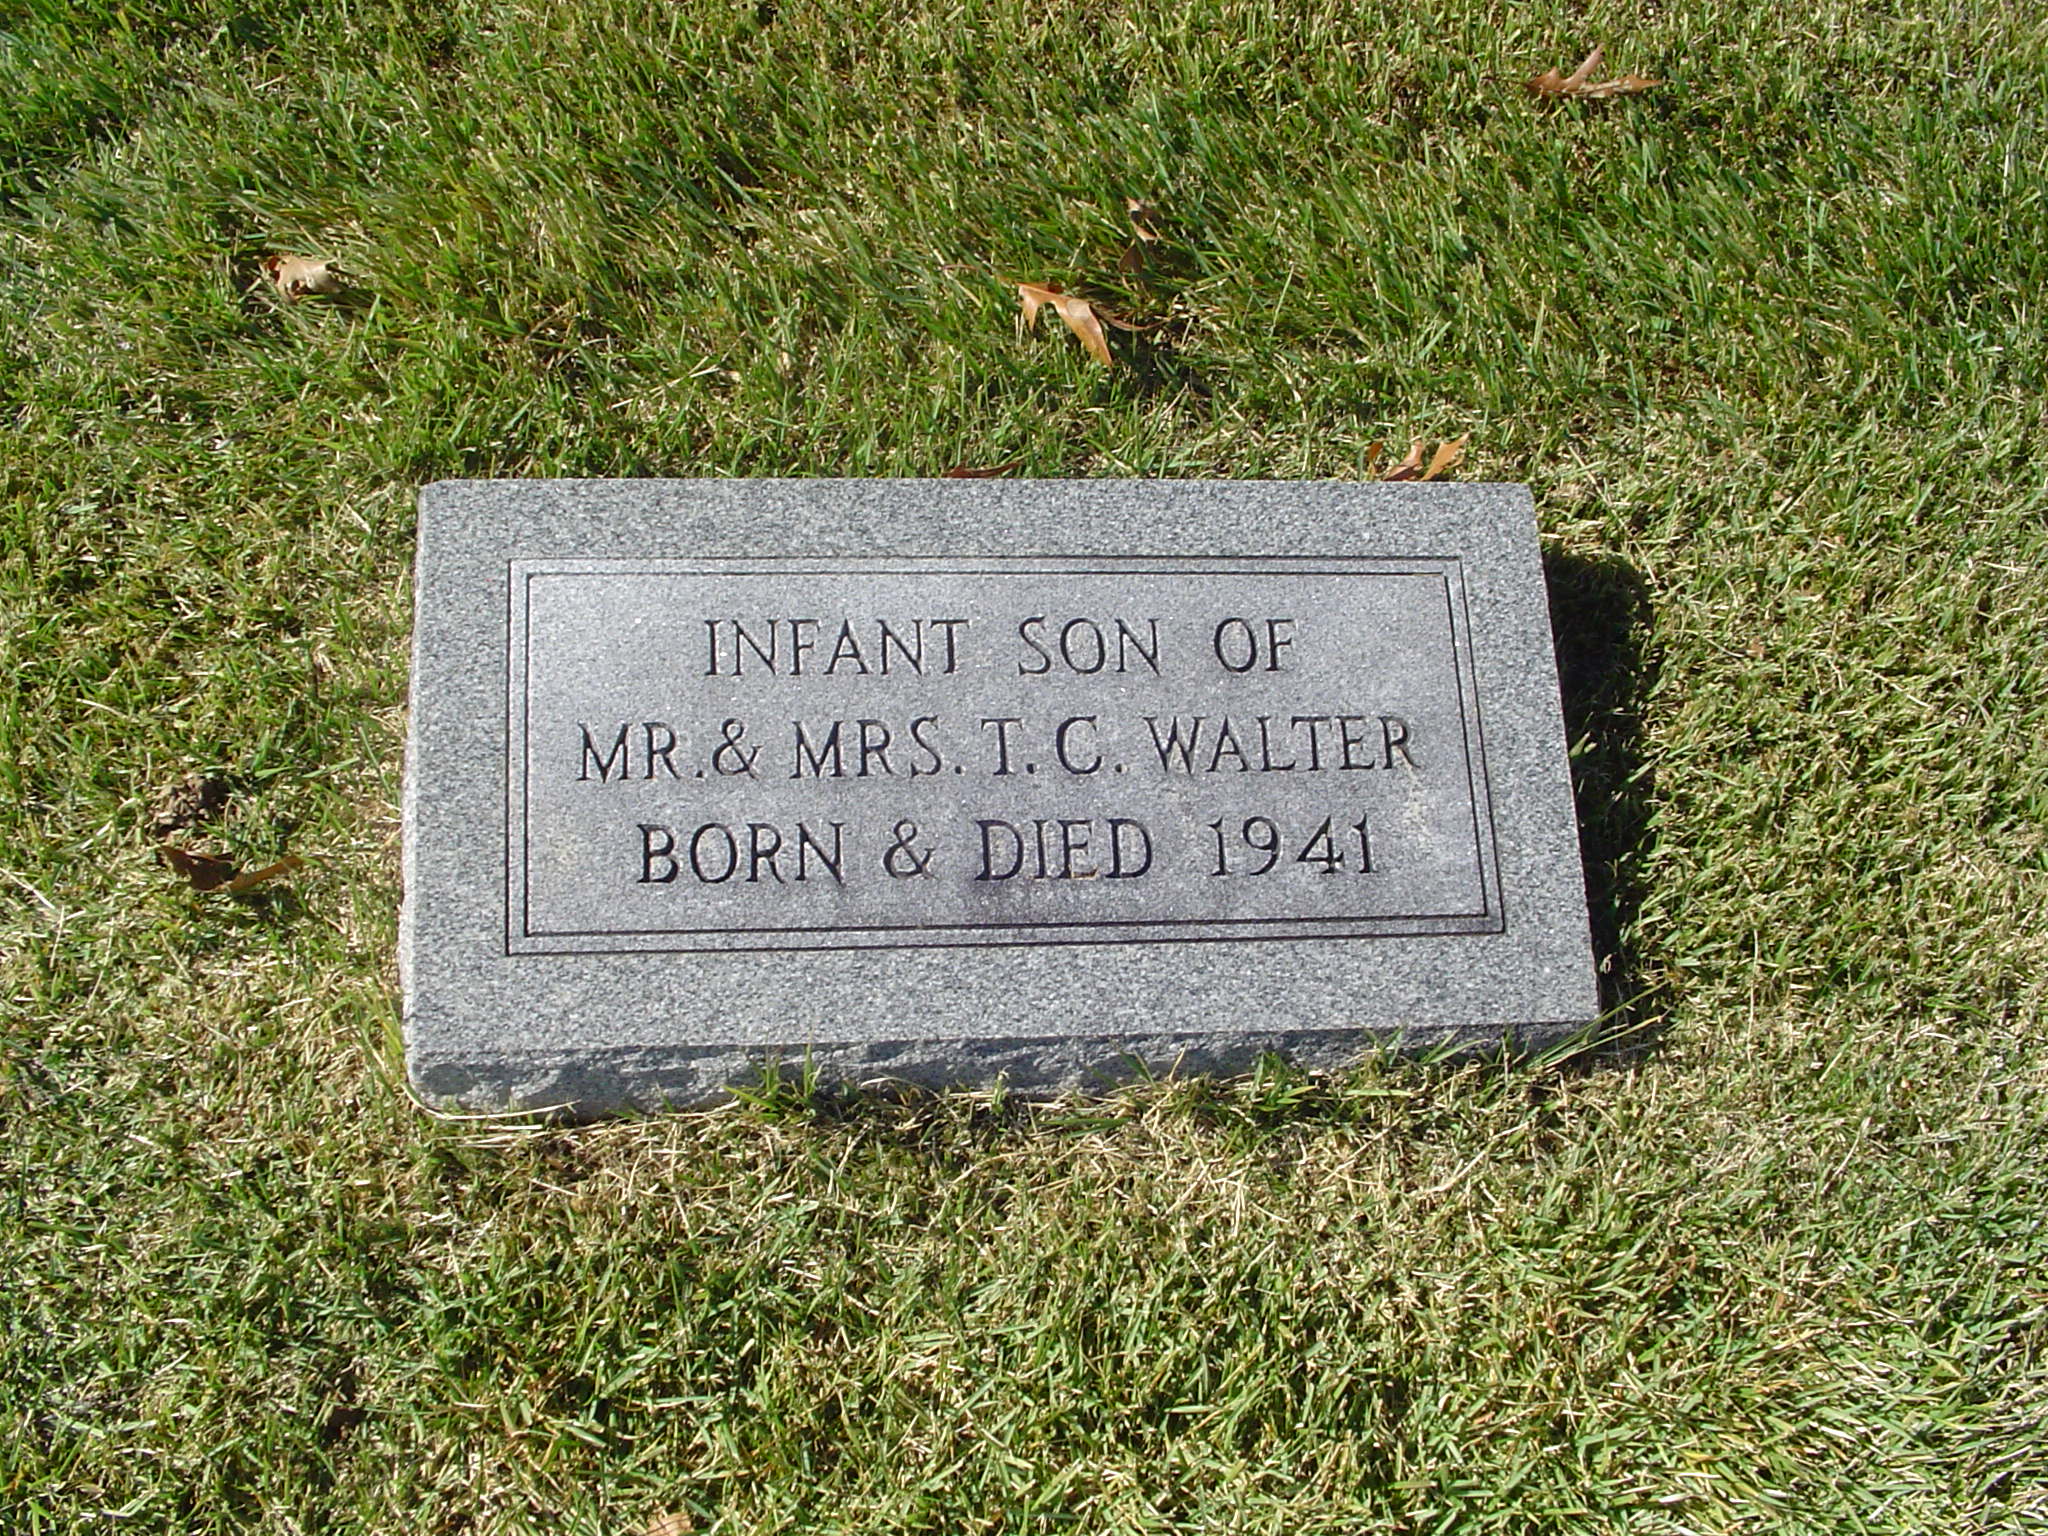 INFANT SON OF
MR. & MRS. T. C. WALTER
BORN & DIED 1941